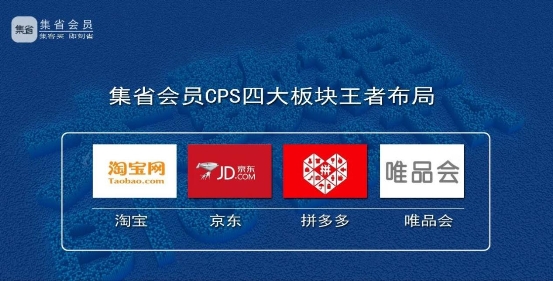 集省
集省会员
集容买 即刻省
集省会员CPS四大板块王者布局
淘宝网
Taobao.com
JD 京东
.COM
拼
唯品会
淘宝
京东
拼多多
唯品会